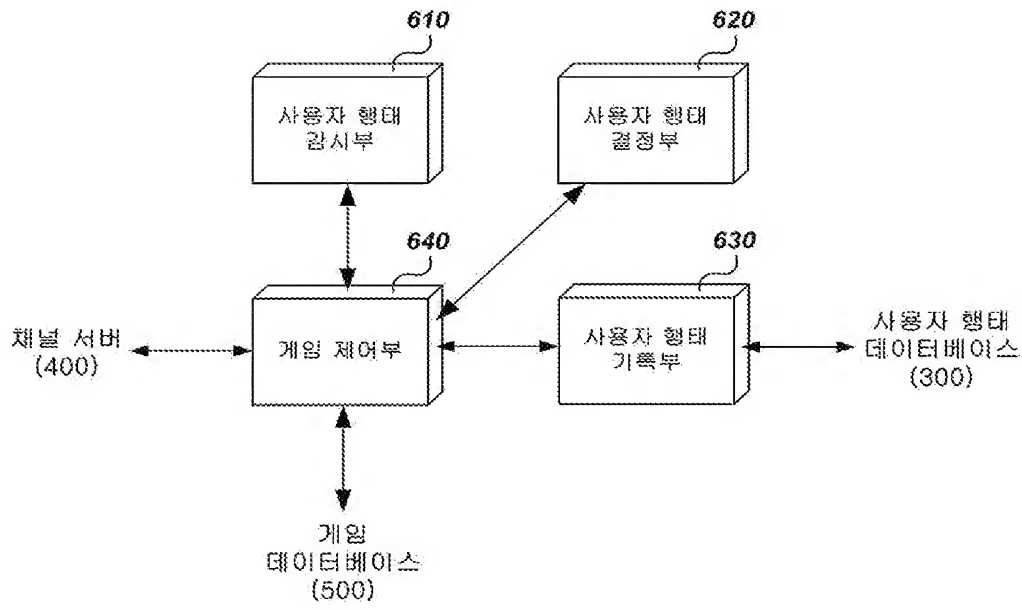 610
사용자 행태
감시부
620
사용자 행태
결정부
640
게임 제어부
630
사용자 행태
기록부
채널 서버
(400)
사용자 행태
데이터베이스
(300)
게임
데이터베이스
(500)